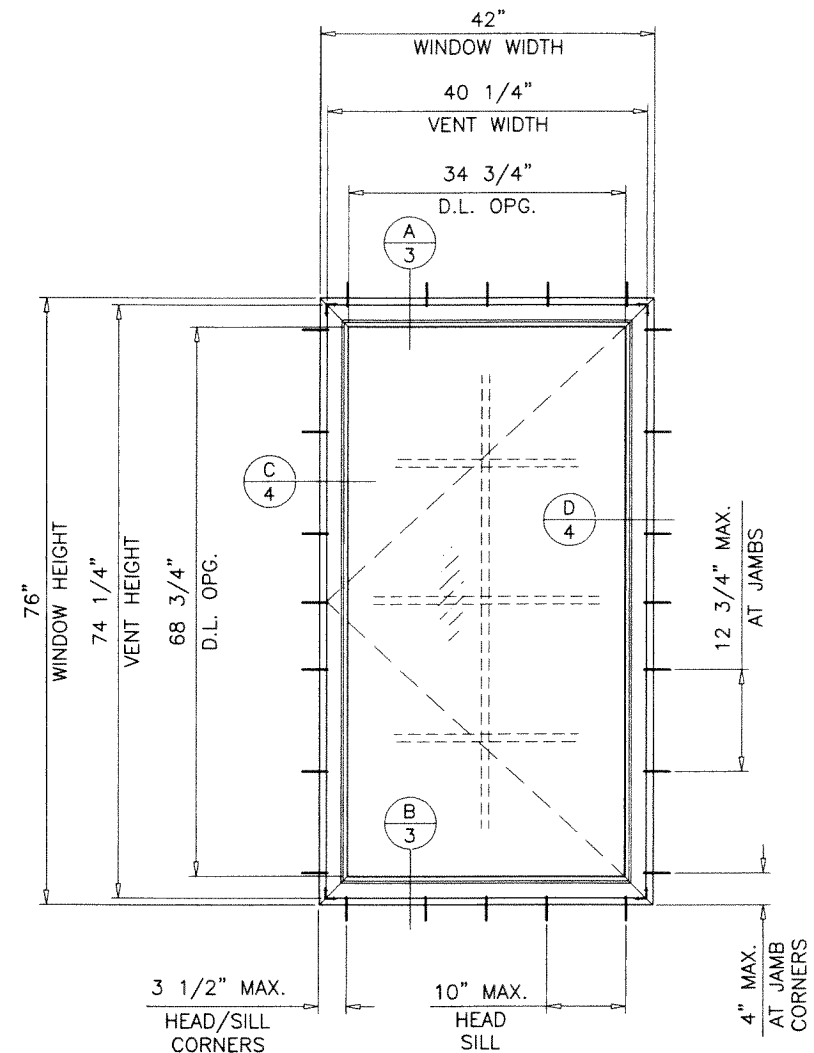 42"
WINDOW WIDTH
40 1/4"
VENT WIDTH
34 3/4"
D.L. OPG.
A
3
C
4
D
4
76"
WINDOW HEIGHT
74 1/4"
VENT HEIGHT
68 3/4"
D.L. OPG.
12 3/4" MAX.
AT JAMBS
B
3
3 1/2" MAX.
HEAD/SILL
CORNERS
10" MAX.
HEAD
SILL
4" MAX.
AT JAMB
CORNERS